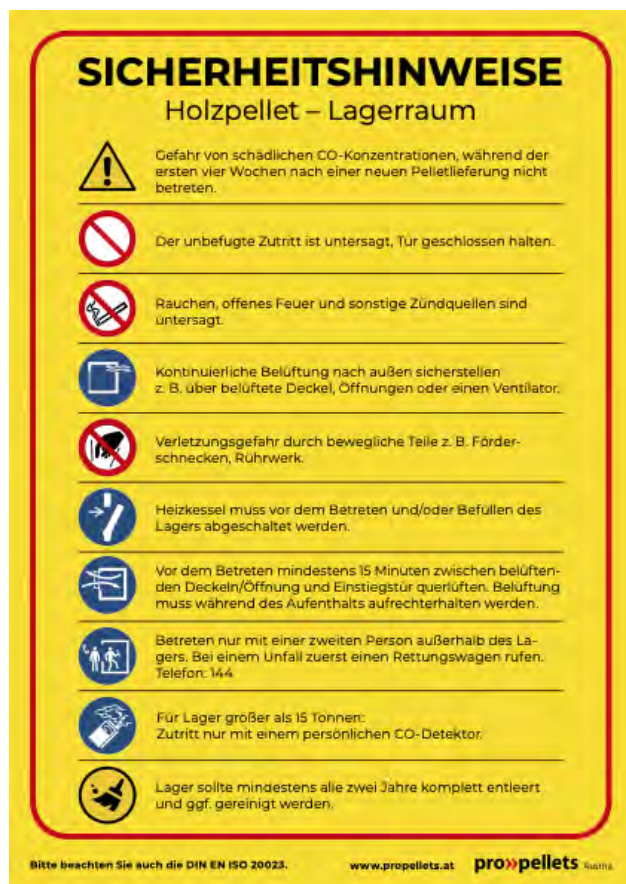 SICHERHEITSHINWEISE
Holzpellet – Lagerraum
Gefahr von schädlichen CO-Konzentrationen, während der
ersten vier Wochen nach einer neuen Pelletlieferung nicht
betreten.
Der unbefugte Zutritt ist untersagt, Tür geschlossen halten.
Rauchen, offenes Feuer und sonstige Zündquellen sind
untersagt.
Kontinuierliche Belüftung nach außen sicherstellen
z. B. über belüftete Deckel, Öffnungen oder einen Ventilator.
Verletzungsgefahr durch bewegliche Teile z. B. Förder-
schnecken, Rührwerk.
Heizkessel muss vor dem Betreten und/oder Befüllen des
Lagers abgeschaltet werden.
Vor dem Betreten mindestens 15 Minuten zwischen belüften-
den Deckeln/Öffnung und Einstiegstür querlüften. Belüftung
muss während des Aufenthalts aufrechterhalten werden.
Betreten nur mit einer zweiten Person außerhalb des La-
gers. Bei einem Unfall zuerst einen Rettungswagen rufen.
Telefon: 144
Für Lager größer als 15 Tonnen:
Zutritt nur mit einem persönlichen CO-Detektor.
Lager sollte mindestens alle zwei Jahre komplett entleert
und ggf. gereinigt werden.
Bitte beachten Sie auch die DIN EN ISO 20023. www.propellets.at pro»pellets Austria